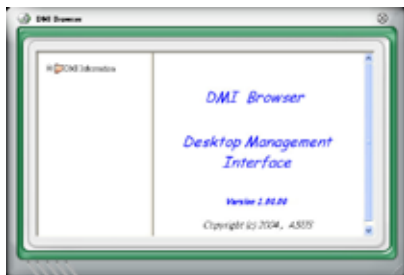 DMI Browser
DMI Information
DMI Browser
Desktop Management
Interface
Version 1.00.00
Copyright (c) 2004, ASUS